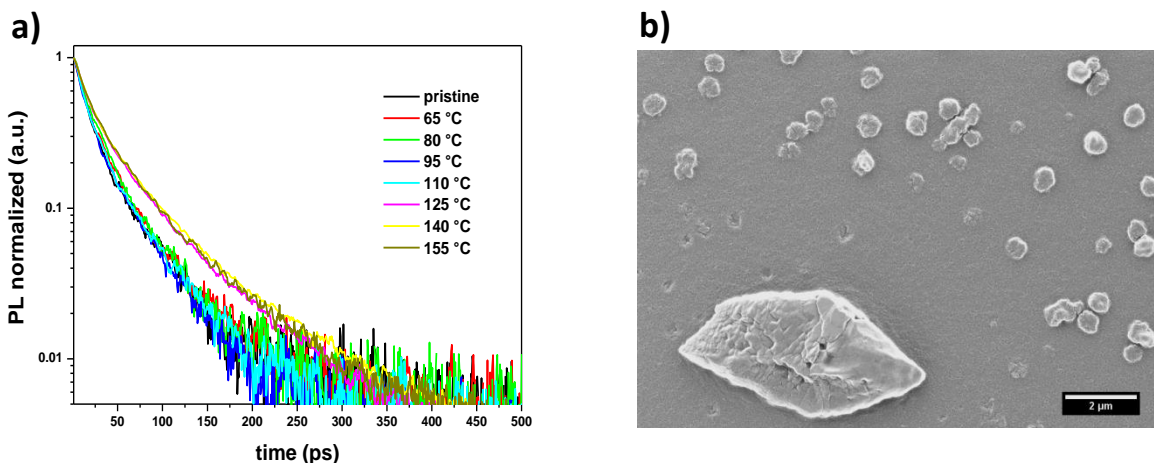 a)
b)
PL normalized (a.u.)
1
0.1
0.01
pristine
65 °C
80 °C
95 °C
110 °C
125 °C
140 °C
155 °C
50 100 150 200 250 300 350 400 450 500
time (ps)
2 µm